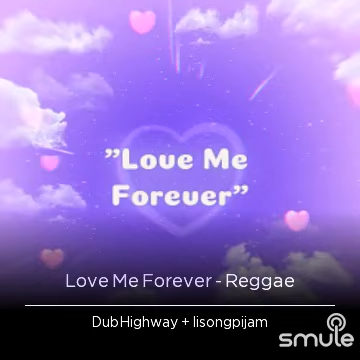 "Love Me
Forever"
Love Me Forever - Reggae
DubHighway + lisongpijam
smule